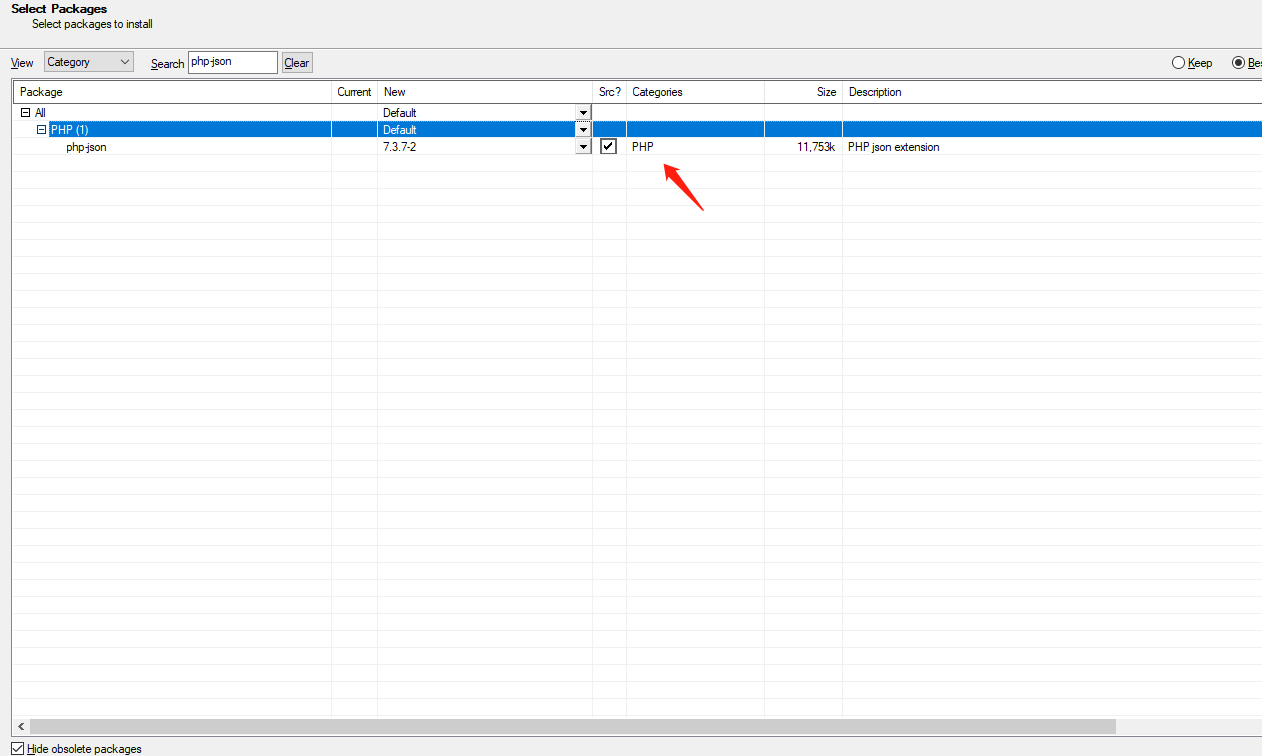 Select Packages
Select packages to install
View Category Search php-json Clear Keep
Package Current New Src? Categories Size Description
All Default
PHP (1) Default
php-json 7.3.7-2 PHP 11,753k PHP json extension
Hide obsolete packages